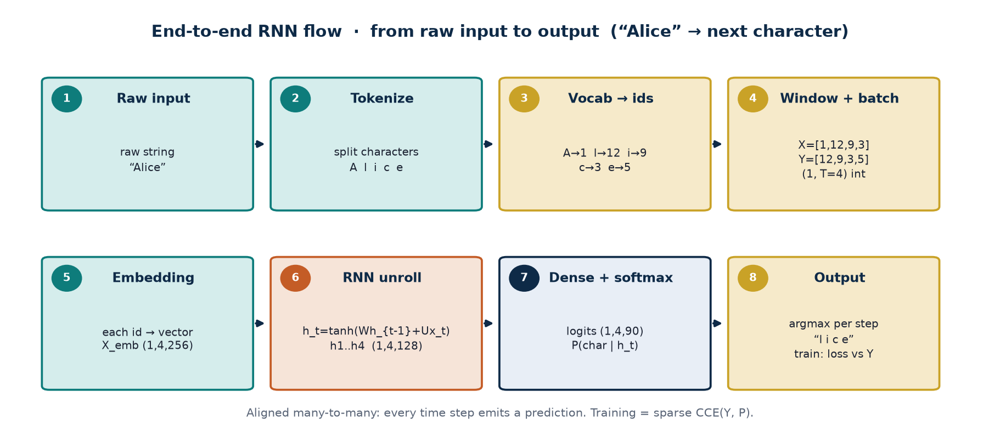 End-to-end RNN flow · from raw input to output (“Alice” → next character)
1 Raw input
raw string
“Alice”
2 Tokenize
split characters
A l i c e
3 Vocab → ids
A→1 l→12 i→9
c→3 e→5
4 Window + batch
X=[1,12,9,3]
Y=[12,9,3,5]
(1, T=4) int
5 Embedding
each id → vector
X_emb (1,4,256)
6 RNN unroll
h_t=tanh(Wh_{t-1}+Ux_t)
h1..h4 (1,4,128)
7 Dense + softmax
logits (1,4,90)
P(char | h_t)
8 Output
argmax per step
“l i c e”
train: loss vs Y
Aligned many-to-many: every time step emits a prediction. Training = sparse CCE(Y, P).